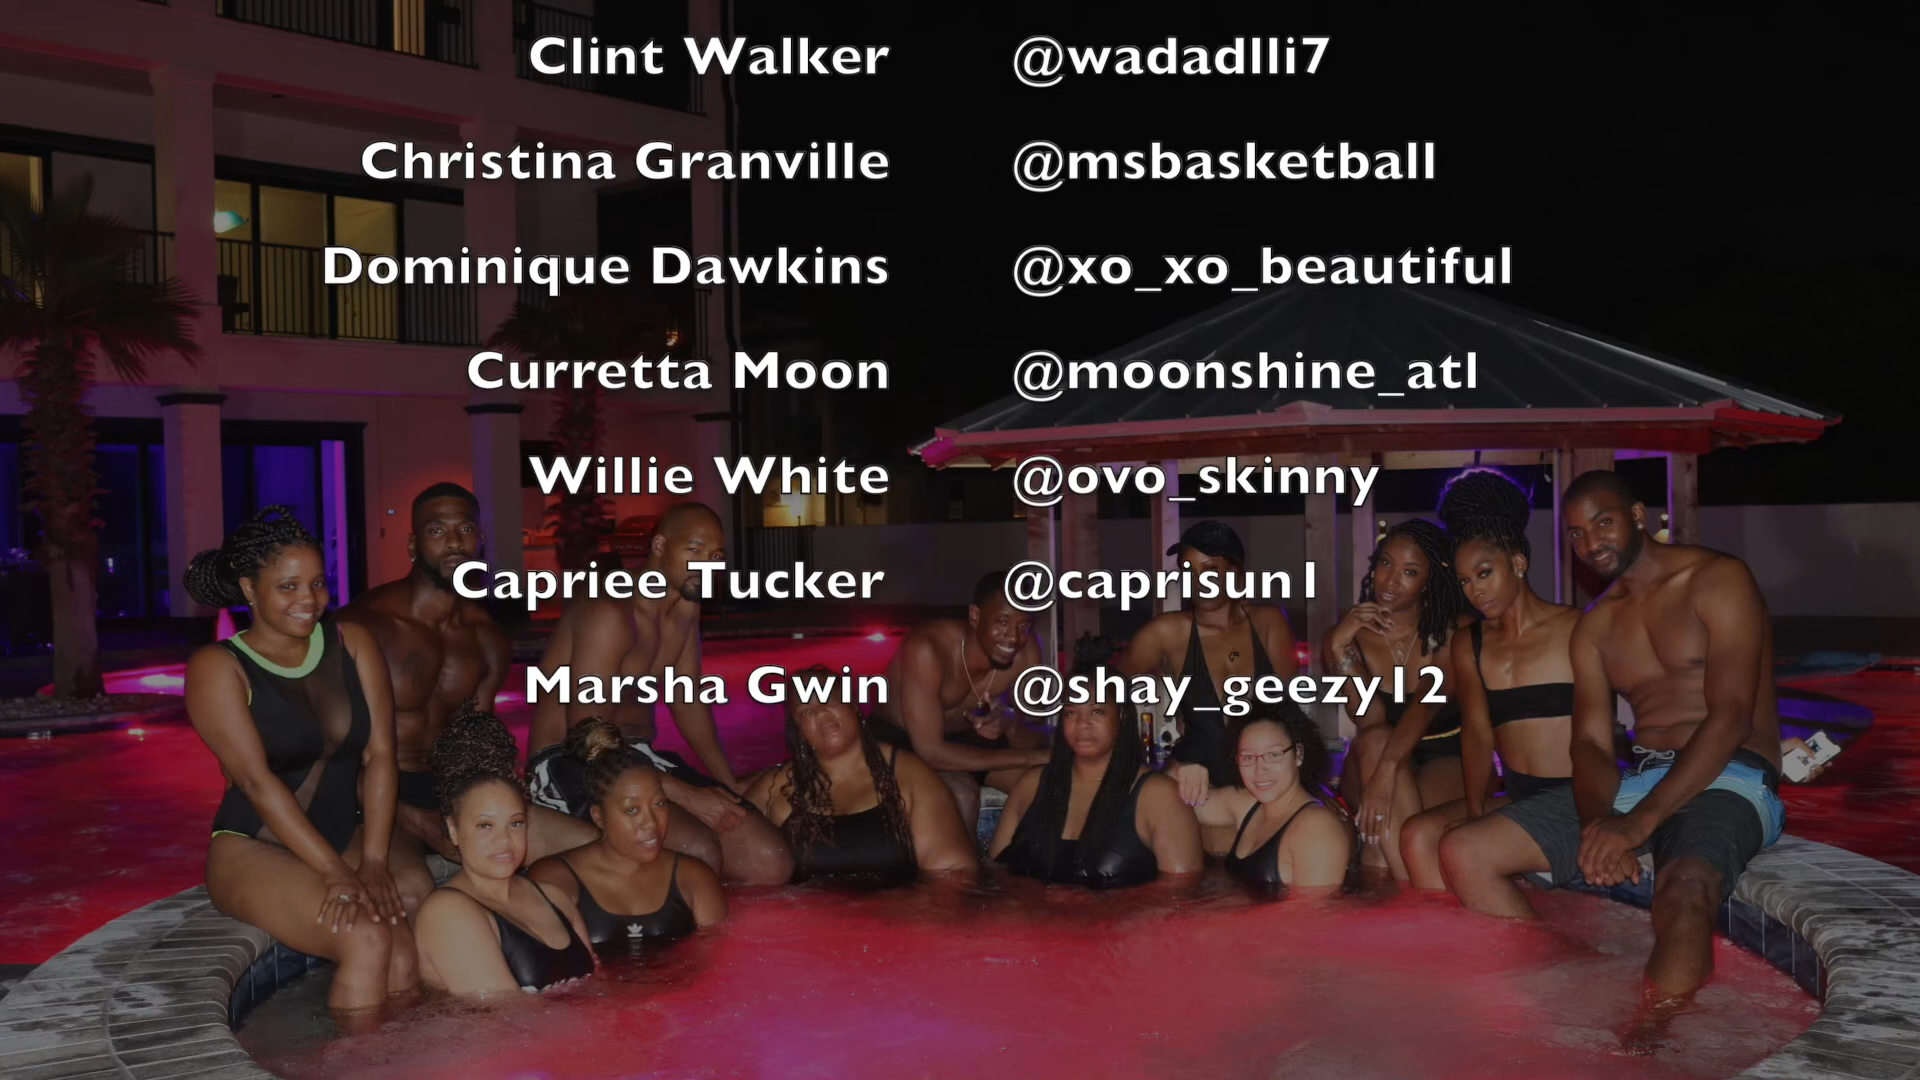 Clint Walker @wadadlli7
Christina Granville @msbasketball
Dominique Dawkins @xo_xo_beautiful
Curretta Moon @moonshine_atl
Willie White @ovo_skinny
Capriee Tucker @caprisun1
Marsha Gwin @shay_geezy12